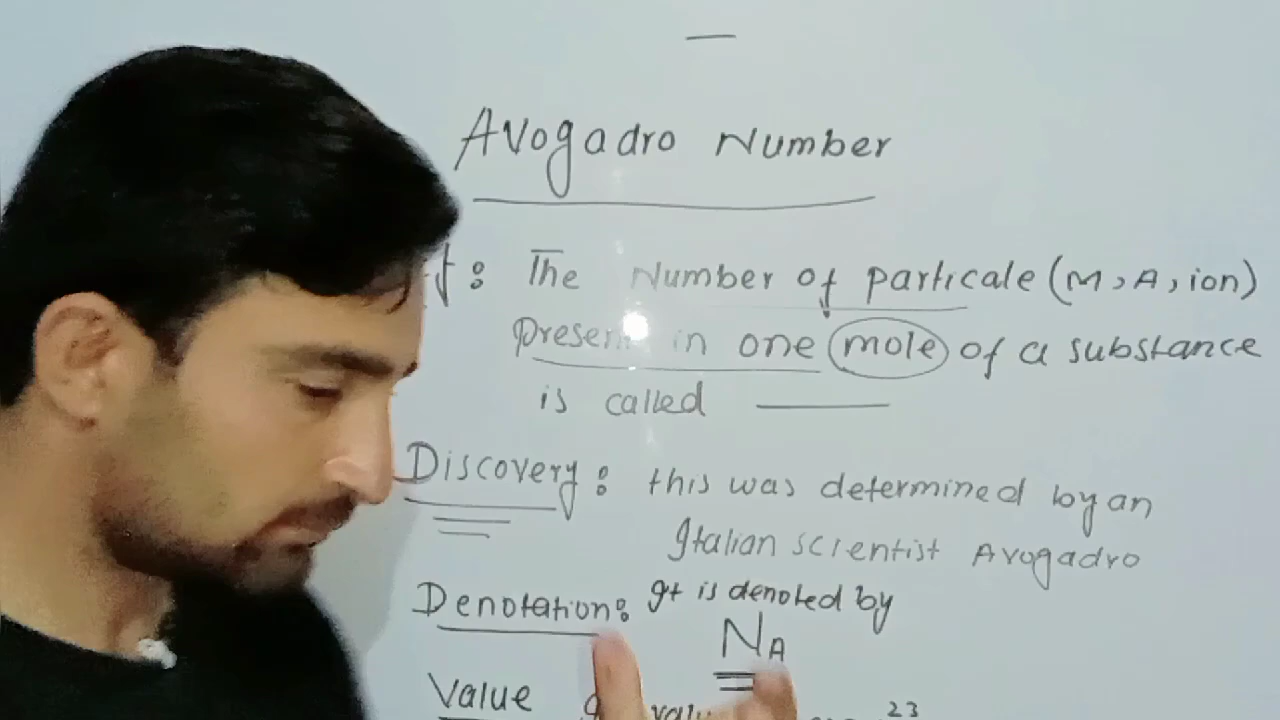 Avogadro Number
f: The Number of particale (M, A, ion)
present in one mole of a substance
is called
Discovery: this was determined by an
Italian scientist Avogadro
Denotation: It is denoted by
NA
Value
23